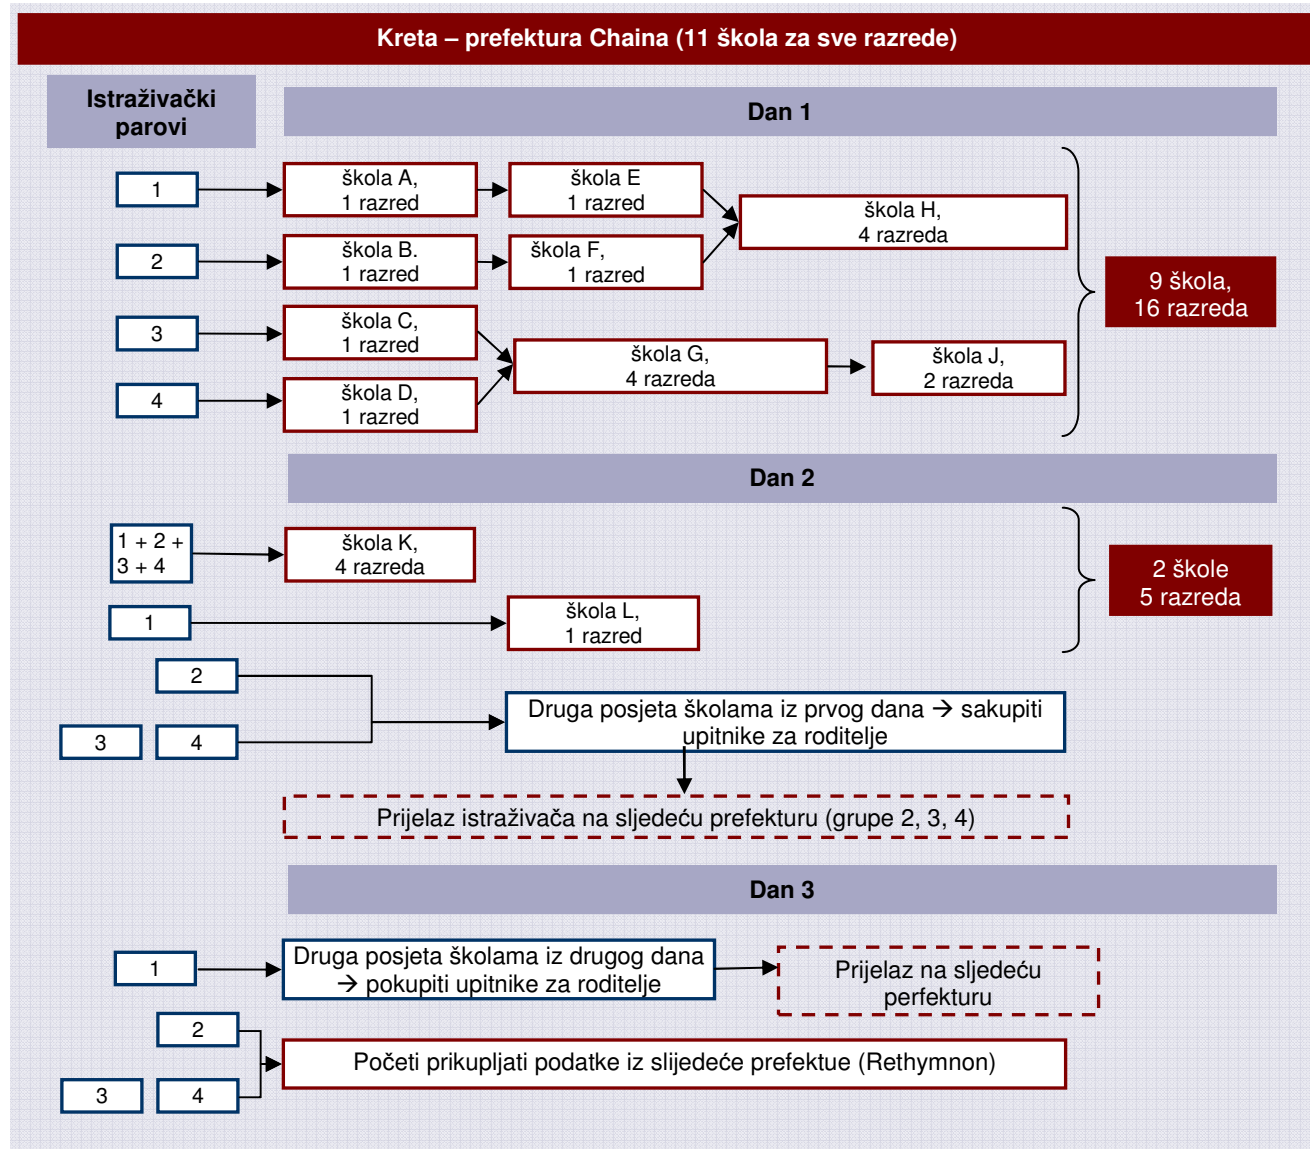 Kreta – prefektura Chaina (11 škola za sve razrede)
Istraživački
parovi
Dan 1
1
škola A,
1 razred
škola E
1 razred
škola H,
4 razreda
2
škola B.
1 razred
škola F,
1 razred
9 škola,
16 razreda
3
škola C,
1 razred
škola G,
4 razreda
škola J,
2 razreda
4
škola D,
1 razred
Dan 2
1 + 2 +
3 + 4
škola K,
4 razreda
2 škole
5 razreda
1
škola L,
1 razred
2
3
4
Druga posjeta školama iz prvog dana → sakupiti
upitnike za roditelje
Prijelaz istraživača na sljedeću prefekturu (grupe 2, 3, 4)
Dan 3
1
Druga posjeta školama iz drugog dana
→ pokupiti upitnike za roditelje
Prijelaz na sljedeću
perfekturu
2
3
4
Početi prikupljati podatke iz slijedeće prefektue (Rethymnon)